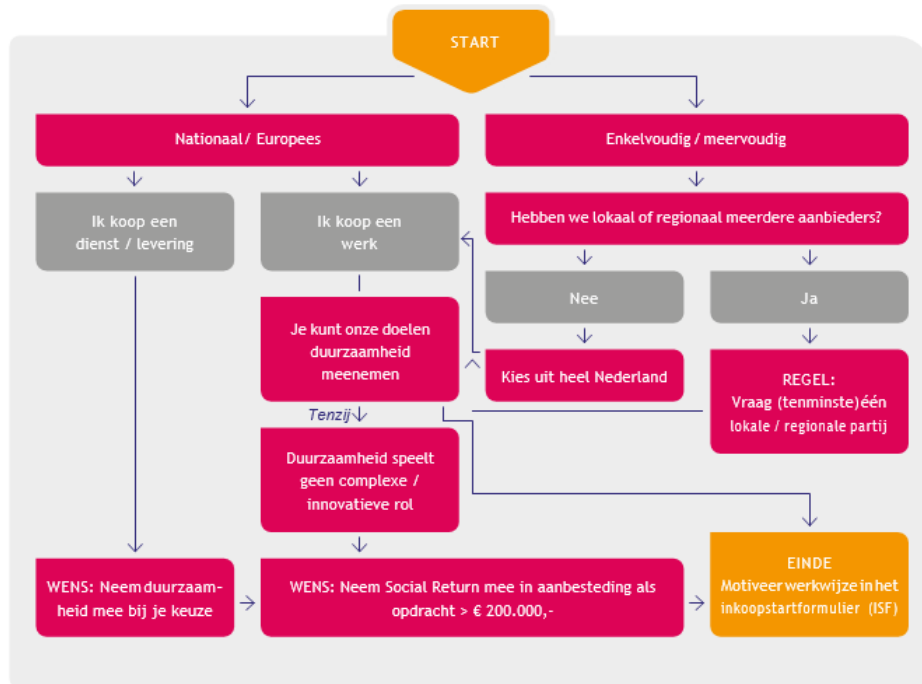 START
Nationaal / Europees
Enkelvoudig / meervoudig
Ik koop een
dienst / levering
Ik koop een
werk
Hebben we lokaal of regionaal meerdere aanbieders?
Nee
Ja
Je kunt onze doelen
duurzaamheid
meenemen
Kies uit heel Nederland
REGEL:
Vraag (tenminste) één
lokale / regionale partij
Tenzij
Duurzaamheid speelt
geen complexe /
innovatieve rol
WENS: Neem duurzaam-
heid mee bij je keuze
WENS: Neem Social Return mee in aanbesteding als
opdracht > € 200.000,-
EINDE
Motiveer werkwijze in het
inkoopstartformulier (ISF)